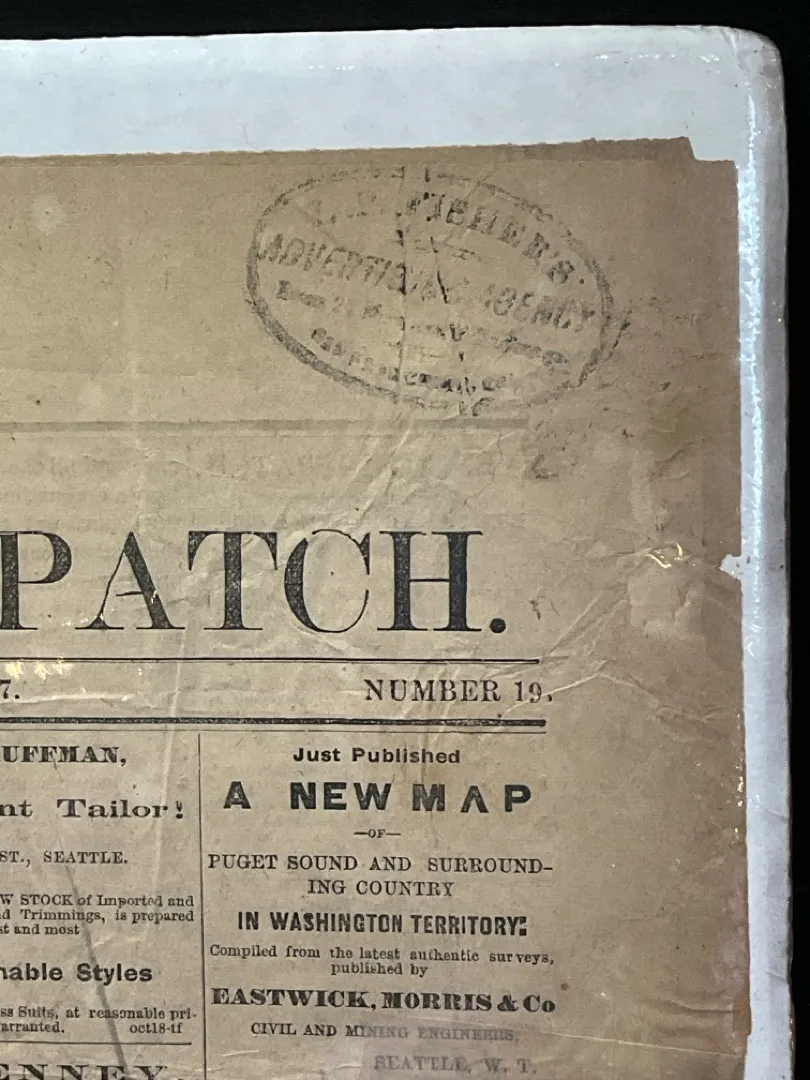 FISHER'S
ADVERTISING AGENCY
PATCH.
7.
NUMBER 19.
UFFMAN,
nt Tailor!
ST., SEATTLE.
W STOCK of Imported and
d Trimmings, is prepared
st and most
nable Styles
ss Suits, at reasonable pri-
arranted. oct18-tf
ENNEY.
Just Published
A NEW MAP
—OF—
PUGET SOUND AND SURROUND-
ING COUNTRY
IN WASHINGTON TERRITORY:
Compiled from the latest authentic surveys,
published by
EASTWICK, MORRIS & Co
CIVIL AND MINING ENGINEERS,
SEATTLE, W. T.